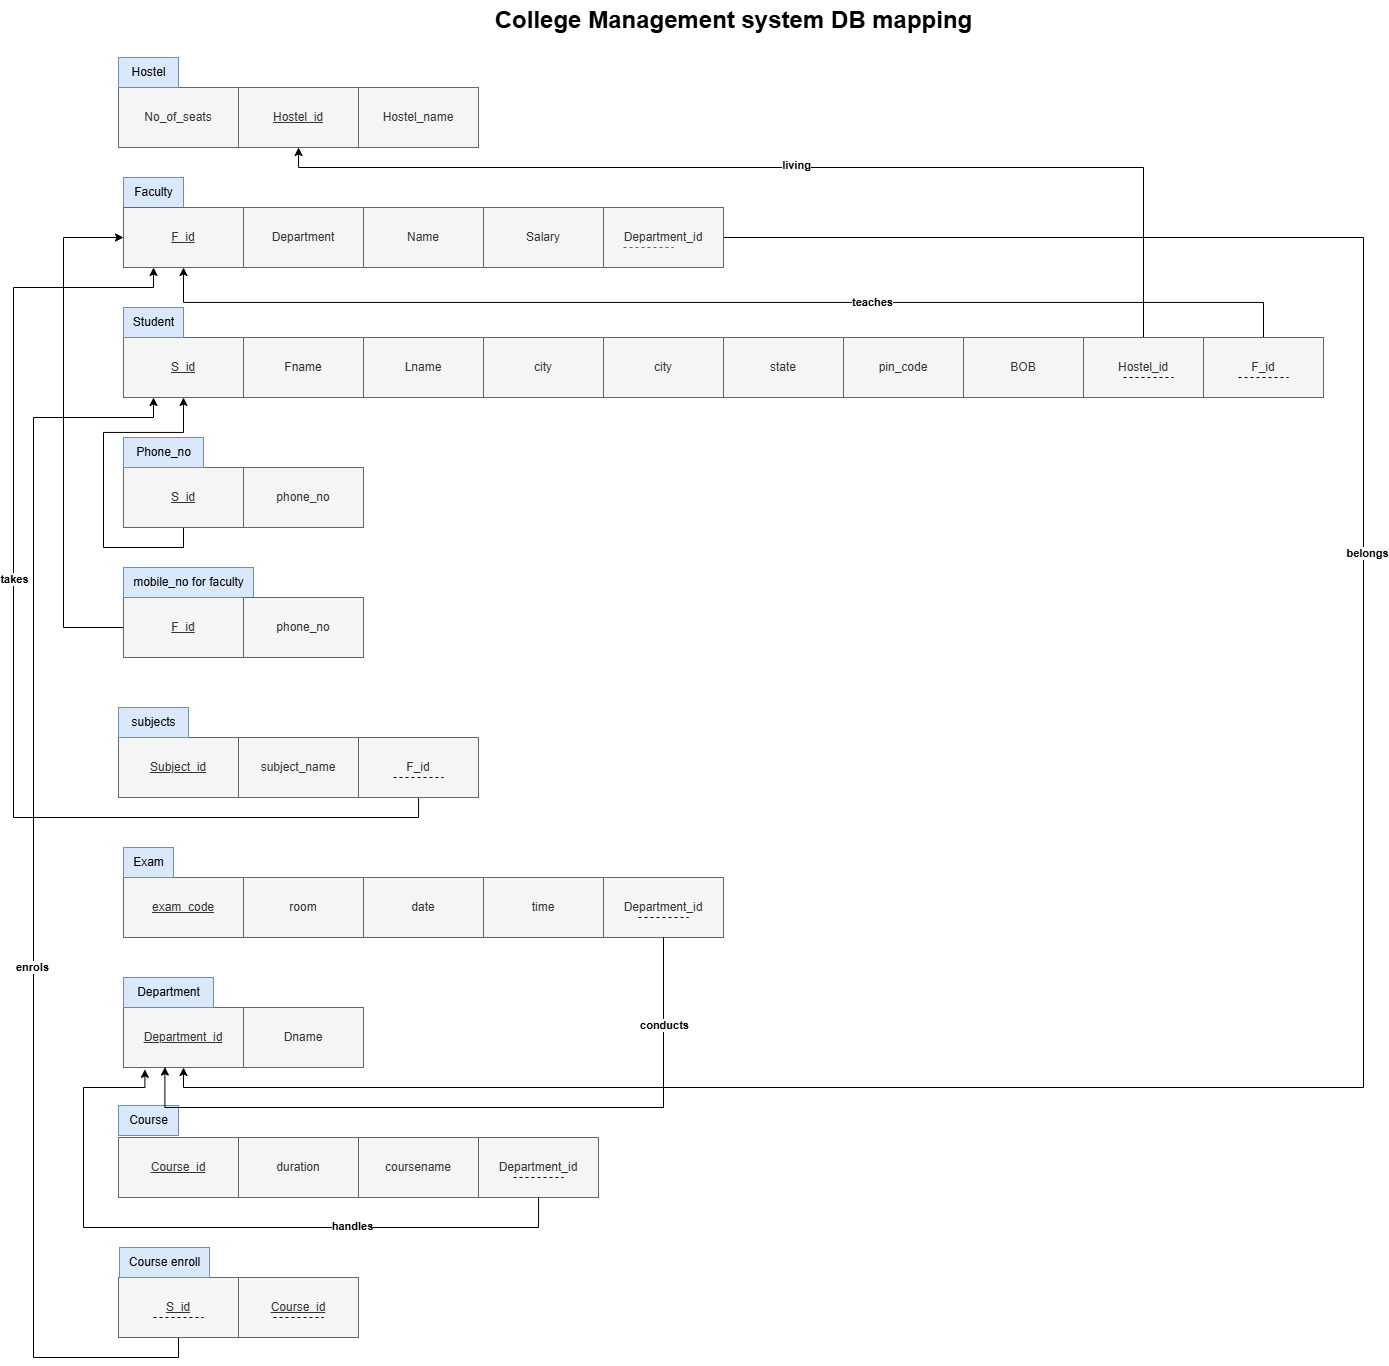 College Management system DB mapping
Hostel
No_of_seats Hostel_id Hostel_name
living
Faculty
F_id Department Name Salary Department_id
teaches
Student
S_id Fname Lname city city state pin_code BOB Hostel_id F_id
Phone_no
S_id phone_no
belongs
takes
mobile_no for faculty
F_id phone_no
subjects
Subject_id subject_name F_id
Exam
exam_code room date time Department_id
enrols
Department
Department_id Dname
conducts
Course
Course_id duration coursename Department_id
handles
Course enroll
S_id Course_id